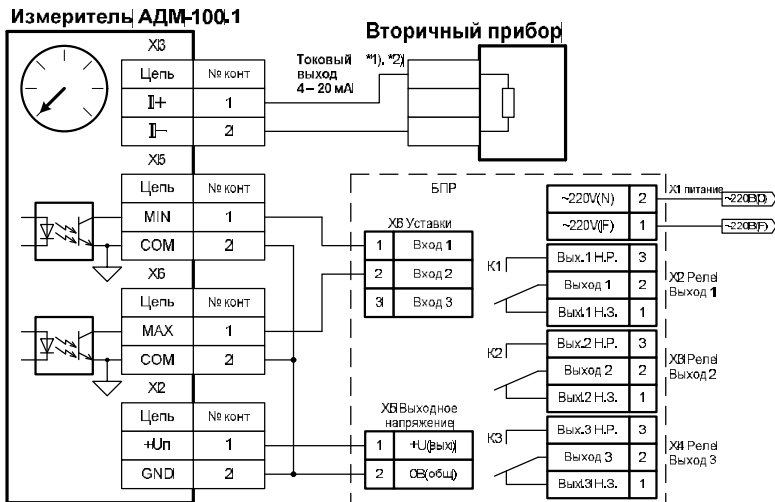 Измеритель АДМ-100.1
Вторичный прибор
X3
Цепь № конт
I+ 1
I− 2
Токовый выход 4 – 20 мА
*1), *2)
X5
Цепь № конт
MIN 1
COM 2
X6
Цепь № конт
MAX 1
COM 2
X2
Цепь № конт
+Uп 1
GND 2
БПР
X6 Уставки
1 Вход 1
2 Вход 2
3 Вход 3
X5 Выходное напряжение
1 +U(вых)
2 0В(общ)
~220V(N) 2
~220V(F) 1
X1 питание
~220В(F)
K1
Вых.1 Н.Р. 3
Выход 1 2
Вых.1 Н.З. 1
X2 Реле
Выход 1
K2
Вых.2 Н.Р. 3
Выход 2 2
Вых.2 Н.З. 1
X3 Реле
Выход 2
K3
Вых.3 Н.Р. 3
Выход 3 2
Вых.3 Н.З. 1
X4 Реле
Выход 3